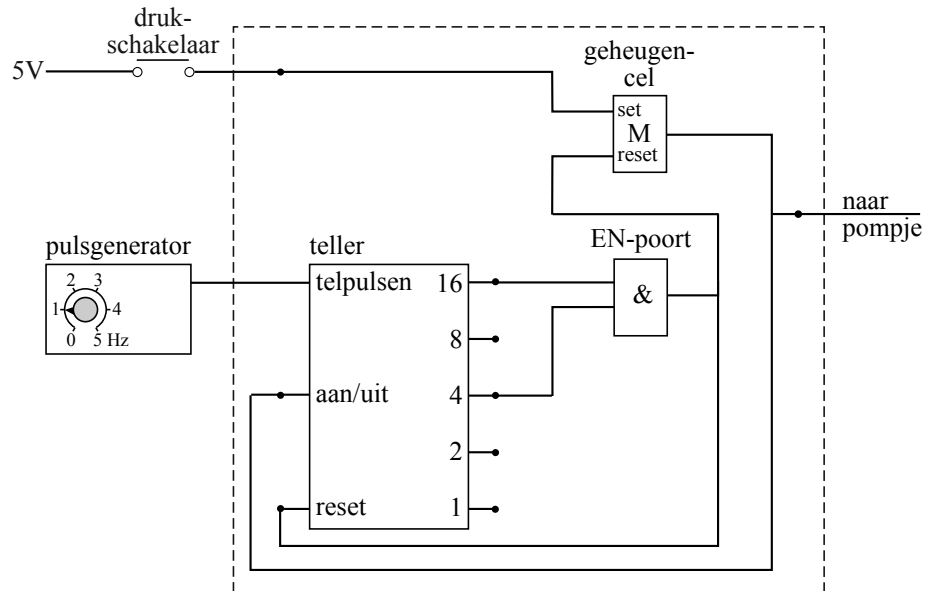 druk-
schakelaar
5V
geheugen-
cel
set
M
reset
naar
pompje
EN-poort
&
pulsgenerator
2 3
1 4
0 5 Hz
teller
telpulsen 16
8
aan/uit 4
2
reset 1